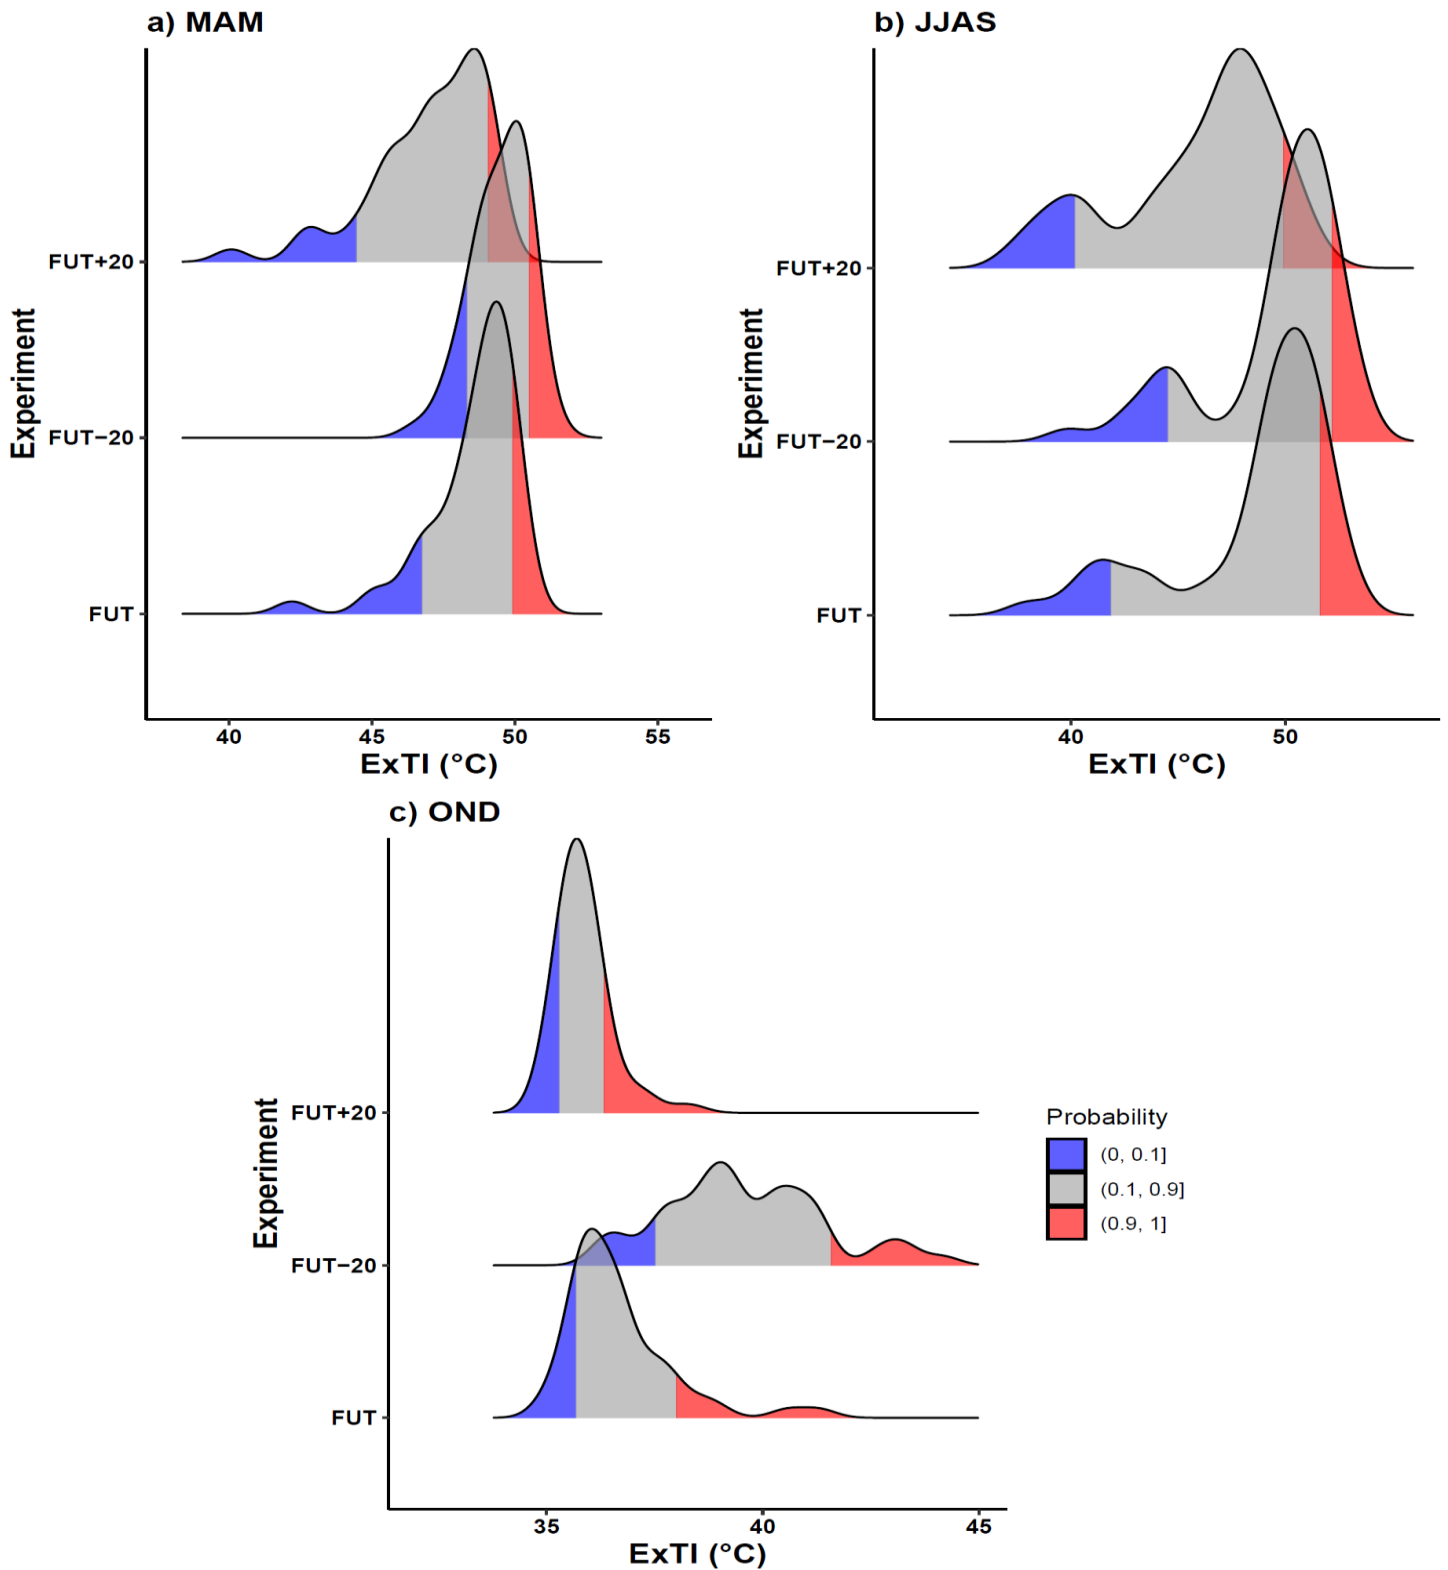 a) MAM
Experiment
FUT+20
FUT−20
FUT
40 45 50 55
ExTI (°C)
b) JJAS
Experiment
FUT+20
FUT−20
FUT
40 50
ExTI (°C)
c) OND
Experiment
FUT+20
FUT−20
FUT
35 40 45
ExTI (°C)
Probability
(0, 0.1]
(0.1, 0.9]
(0.9, 1]